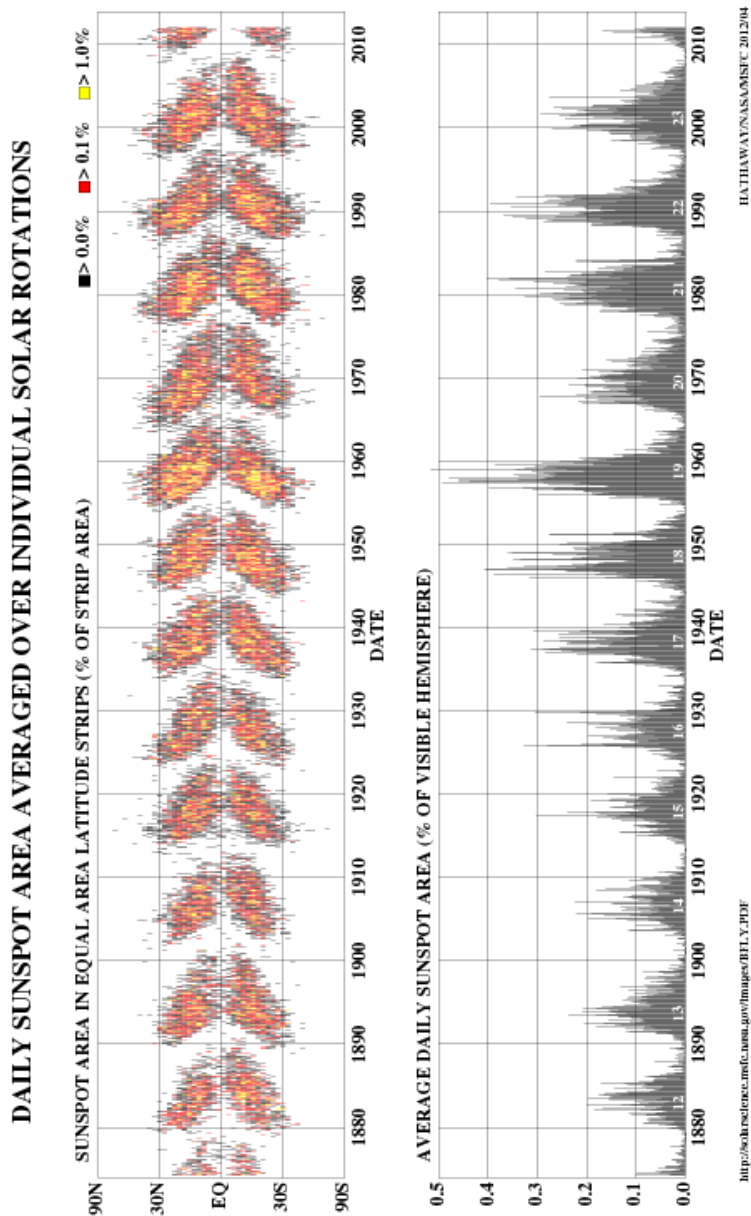 DAILY SUNSPOT AREA AVERAGED OVER INDIVIDUAL SOLAR ROTATIONS
SUNSPOT AREA IN EQUAL AREA LATITUDE STRIPS (% OF STRIP AREA)
> 0.0% > 0.1% > 1.0%
90N
30N
EQ
30S
90S
1880 1890 1900 1910 1920 1930 1940 1950 1960 1970 1980 1990 2000 2010
DATE
AVERAGE DAILY SUNSPOT AREA (% OF VISIBLE HEMISPHERE)
0.5
0.4
0.3
0.2
0.1
0.0
12 13 14 15 16 17 18 19 20 21 22 23
1880 1890 1900 1910 1920 1930 1940 1950 1960 1970 1980 1990 2000 2010
DATE
http://solarscience.msfc.nasa.gov/images/BFLY.PDF
HATHAWAY/NASA/MSFC 2012/04